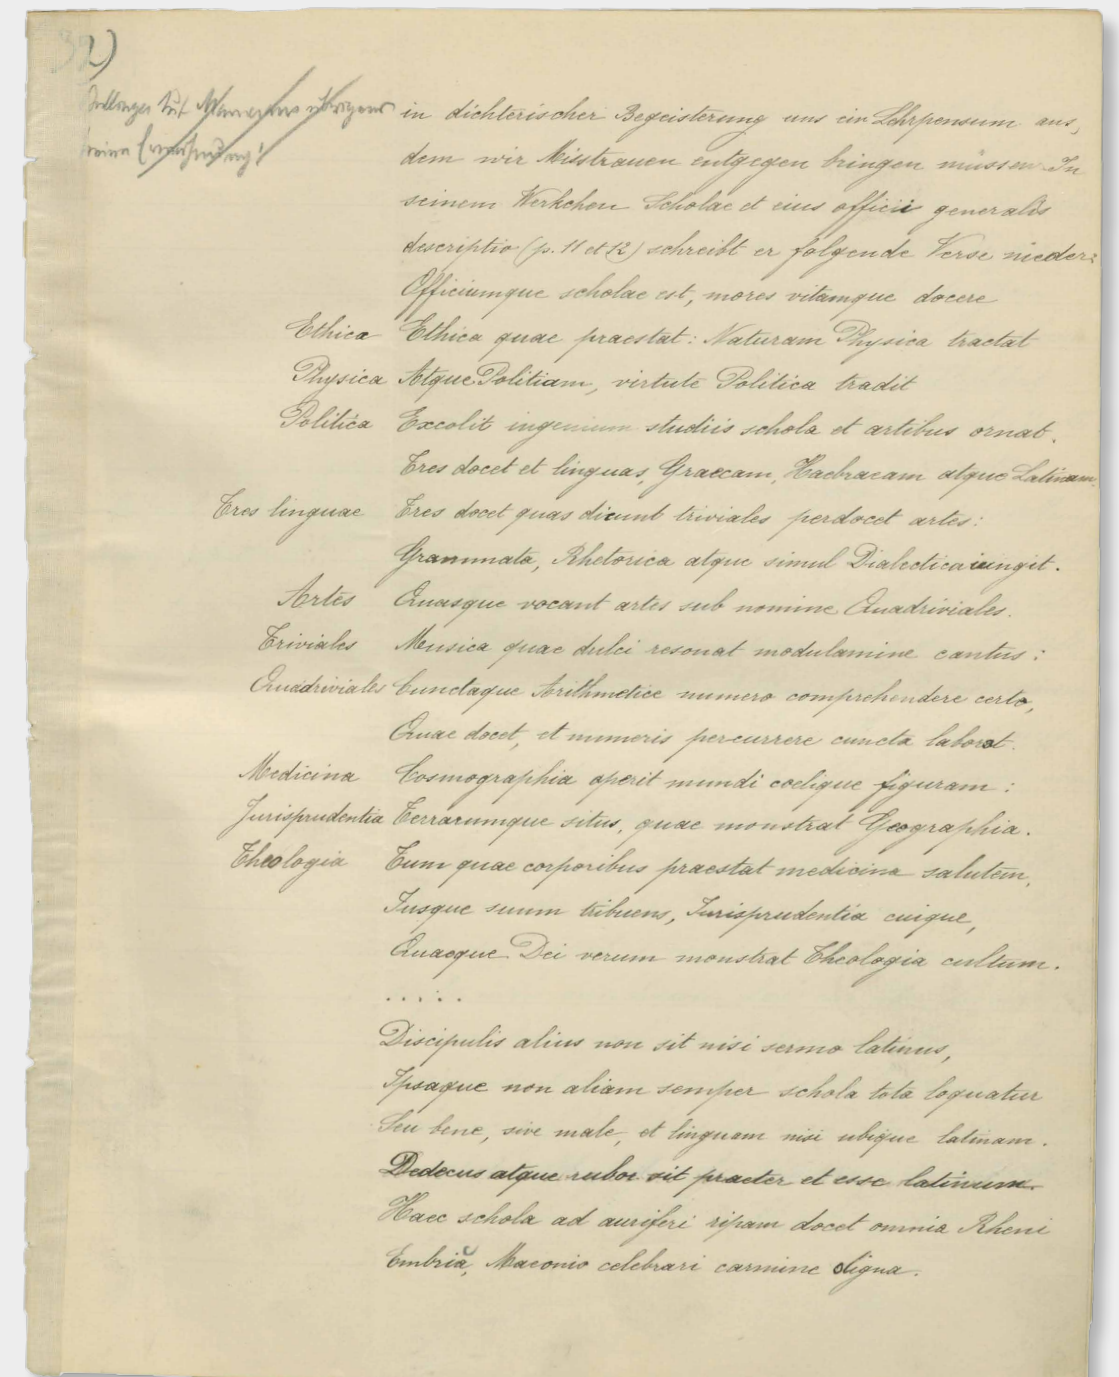 32)
tut Mameranus übrigens
keine Erwähnung!
in dichterischer Begeisterung uns ein Lehrpensum aus,
dem wir Misstrauen entgegen bringen müssen. In
seinem Werkchen Scholae et eius officii generalis
descriptio (p. 11 et 12) schreibt er folgende Verse nieder:
Officiumque scholae est, mores vitamque docere
Ethica Ethica quae praestat: Naturam Physica tractat
Physica Atque Politiam, virtute Politica tradit
Politica Excolit ingenium studiis schola et artibus ornat.
Tres docet et linguas, Graecam, Haebraeam atque Latinam.
Tres linguae Tres docet quas dicunt triviales perdocet artes:
Grammata, Rhetorica atque simul Dialectica iungit.
Artes Quasque vocant artes sub nomine Quadriviales.
Triviales Musica quae dulci resonat modulamine cantus:
Quadriviales Cunctaque Arithmetice numero comprehendere certo,
Quae docet, et numeris percurrere cuncta laborat.
Medicina Cosmographia aperit mundi coelique figuram:
Jurisprudentia Terrarumque situs, quae monstrat Geographia.
Theologia Tum quae corporibus praestat medicina salutem,
Jusque suum tribuens, Jurisprudentia cuique,
Quaeque Dei verum monstrat Theologia cultum.
.....
Discipulis alius non sit nisi sermo latinus,
Ipsaque non aliam semper schola tota loquatur
Seu bene, sive male, et linguam nisi ubique latinam.
Dedecus atque rubor sit praeter et esse latinum.
Haec schola ad auriferi ripam docet omnia Rheni
Embrica, Maeonio celebrari carmine digna.